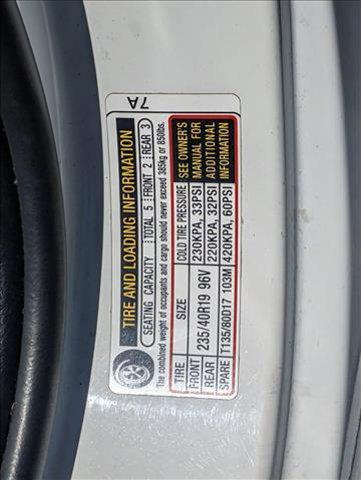 7A
TIRE AND LOADING INFORMATION
SEATING CAPACITY TOTAL 5 FRONT 2 REAR 3
The combined weight of occupants and cargo should never exceed 385kg or 850lbs.
TIRE SIZE COLD TIRE PRESSURE
FRONT 235/40R19 96V 230KPA, 33PSI
REAR 220KPA, 32PSI
SPARE T135/80D17 103M 420KPA, 60PSI
SEE OWNER'S
MANUAL FOR
ADDITIONAL
INFORMATION